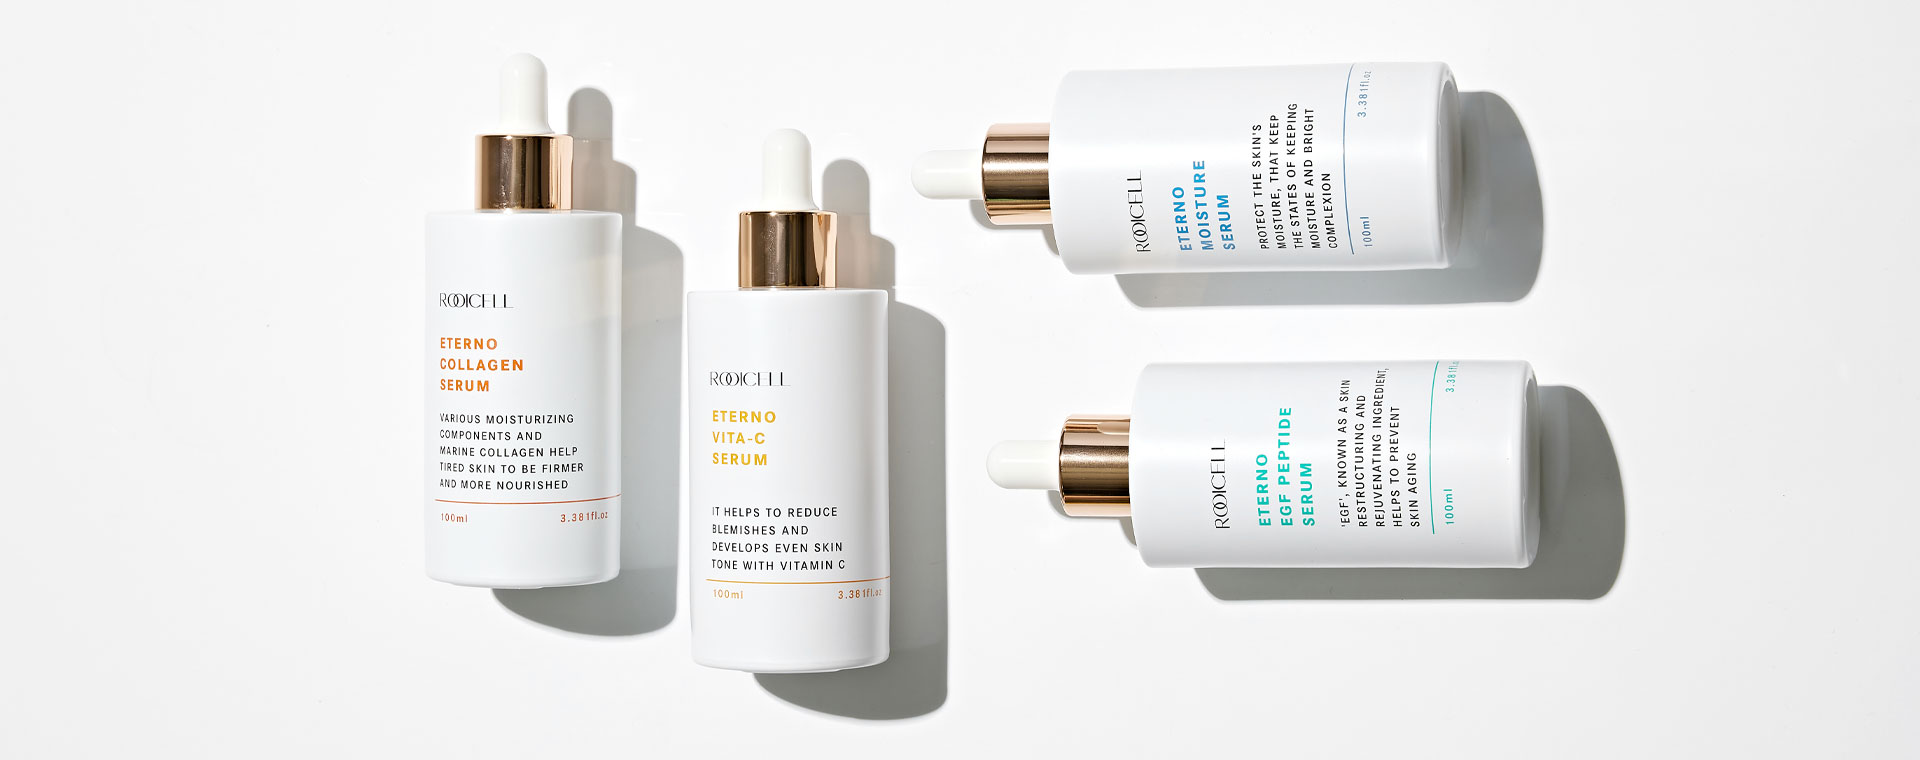 ROOICELL
ETERNO
COLLAGEN
SERUM
VARIOUS MOISTURIZING
COMPONENTS AND
MARINE COLLAGEN HELP
TIRED SKIN TO BE FIRMER
AND MORE NOURISHED
100ml 3.381fl.oz
ROOICELL
ETERNO
VITA-C
SERUM
IT HELPS TO REDUCE
BLEMISHES AND
DEVELOPS EVEN SKIN
TONE WITH VITAMIN C
100ml 3.381fl.oz
ROOICELL
ETERNO
MOISTURE
SERUM
PROTECT THE SKIN'S
MOISTURE, THAT KEEP
THE STATES OF KEEPING
MOISTURE AND BRIGHT
COMPLEXION
100ml 3.381fl.oz
ROOICELL
ETERNO
EGF PEPTIDE
SERUM
'EGF', KNOWN AS A SKIN
RESTRUCTURING AND
REJUVENATING INGREDIENT,
HELPS TO PREVENT
SKIN AGING
100ml 3.381fl.oz